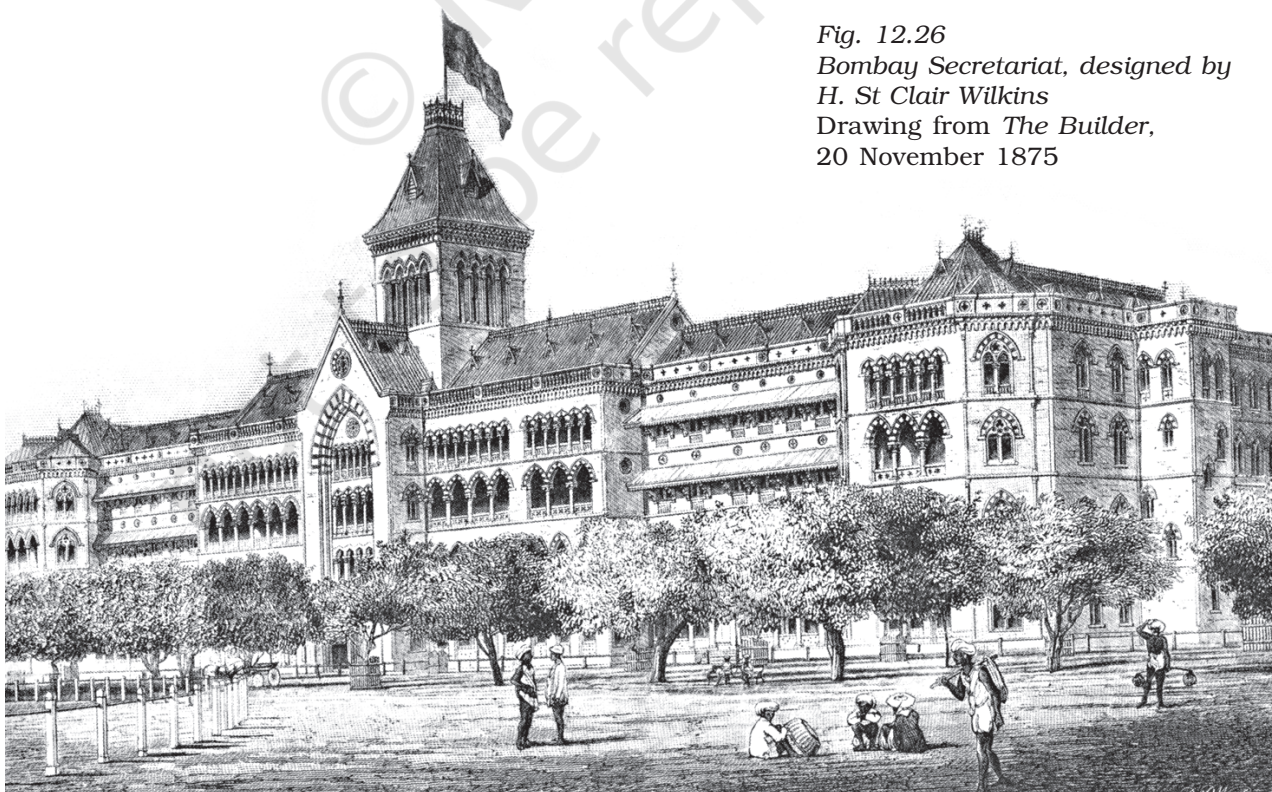 Fig. 12.26
Bombay Secretariat, designed by
H. St Clair Wilkins
Drawing from The Builder,
20 November 1875